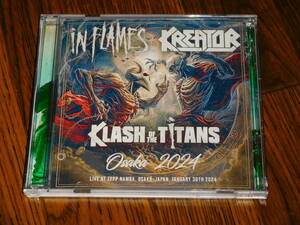 IN FLAMES
KREATOR
KLASH OF THE TITANS
Osaka 2024
LIVE AT ZEPP NAMBA, OSAKA, JAPAN, JANUARY 30TH 2024